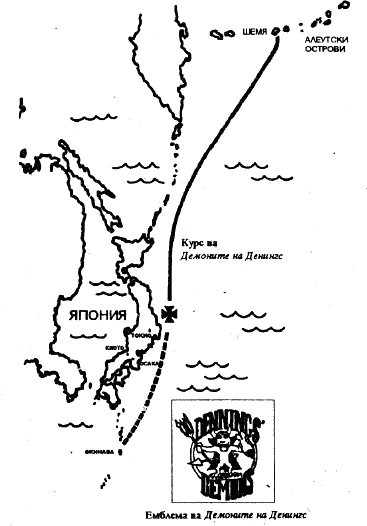 ШЕМЯ
АЛЕУТСКИ
ОСТРОВИ
Курс на
Демоните на Денингс
ЯПОНИЯ
ТОКИО
КИОТО
ОСАКА
ОКИНАВА
DENNINGS'
DEMONS
Емблема на Демоните на Денингс